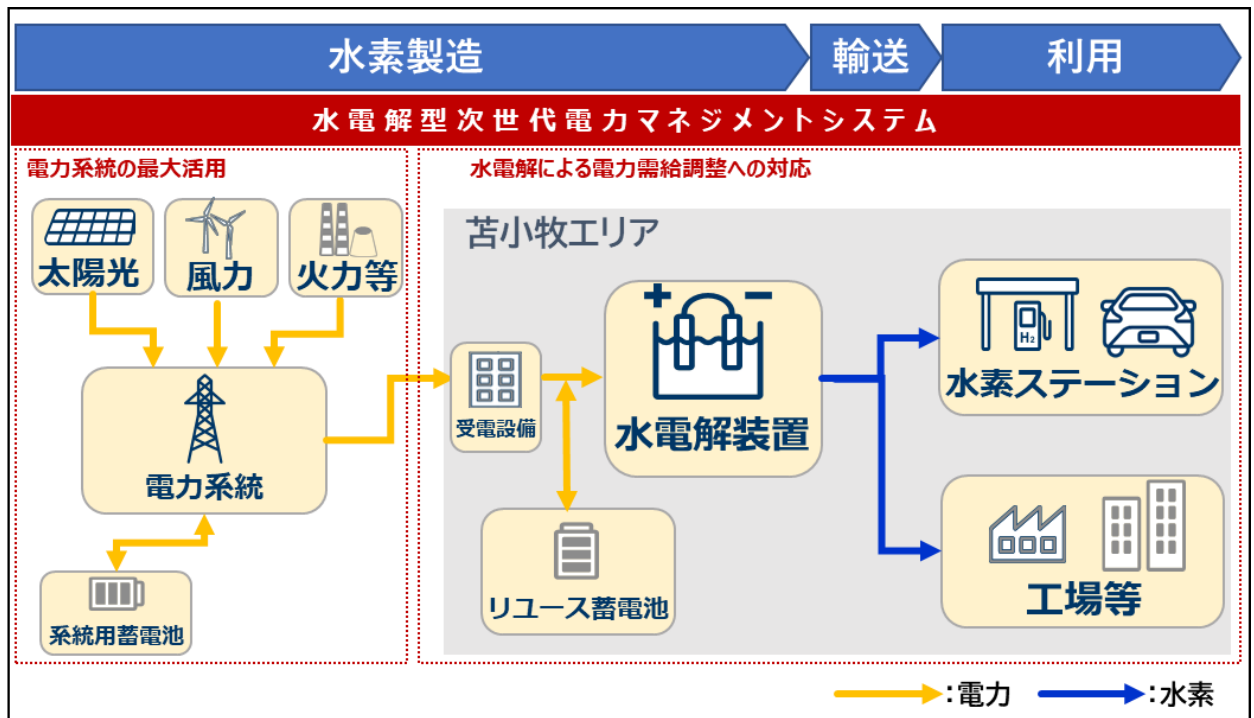 水素製造
輸送
利用
水電解型次世代電力マネジメントシステム
電力系統の最大活用
水電解による電力需給調整への対応
太陽光
風力
火力等
苫小牧エリア
+ −
H₂
水素ステーション
受電設備
水電解装置
電力系統
リユース蓄電池
工場等
系統用蓄電池
:電力
:水素